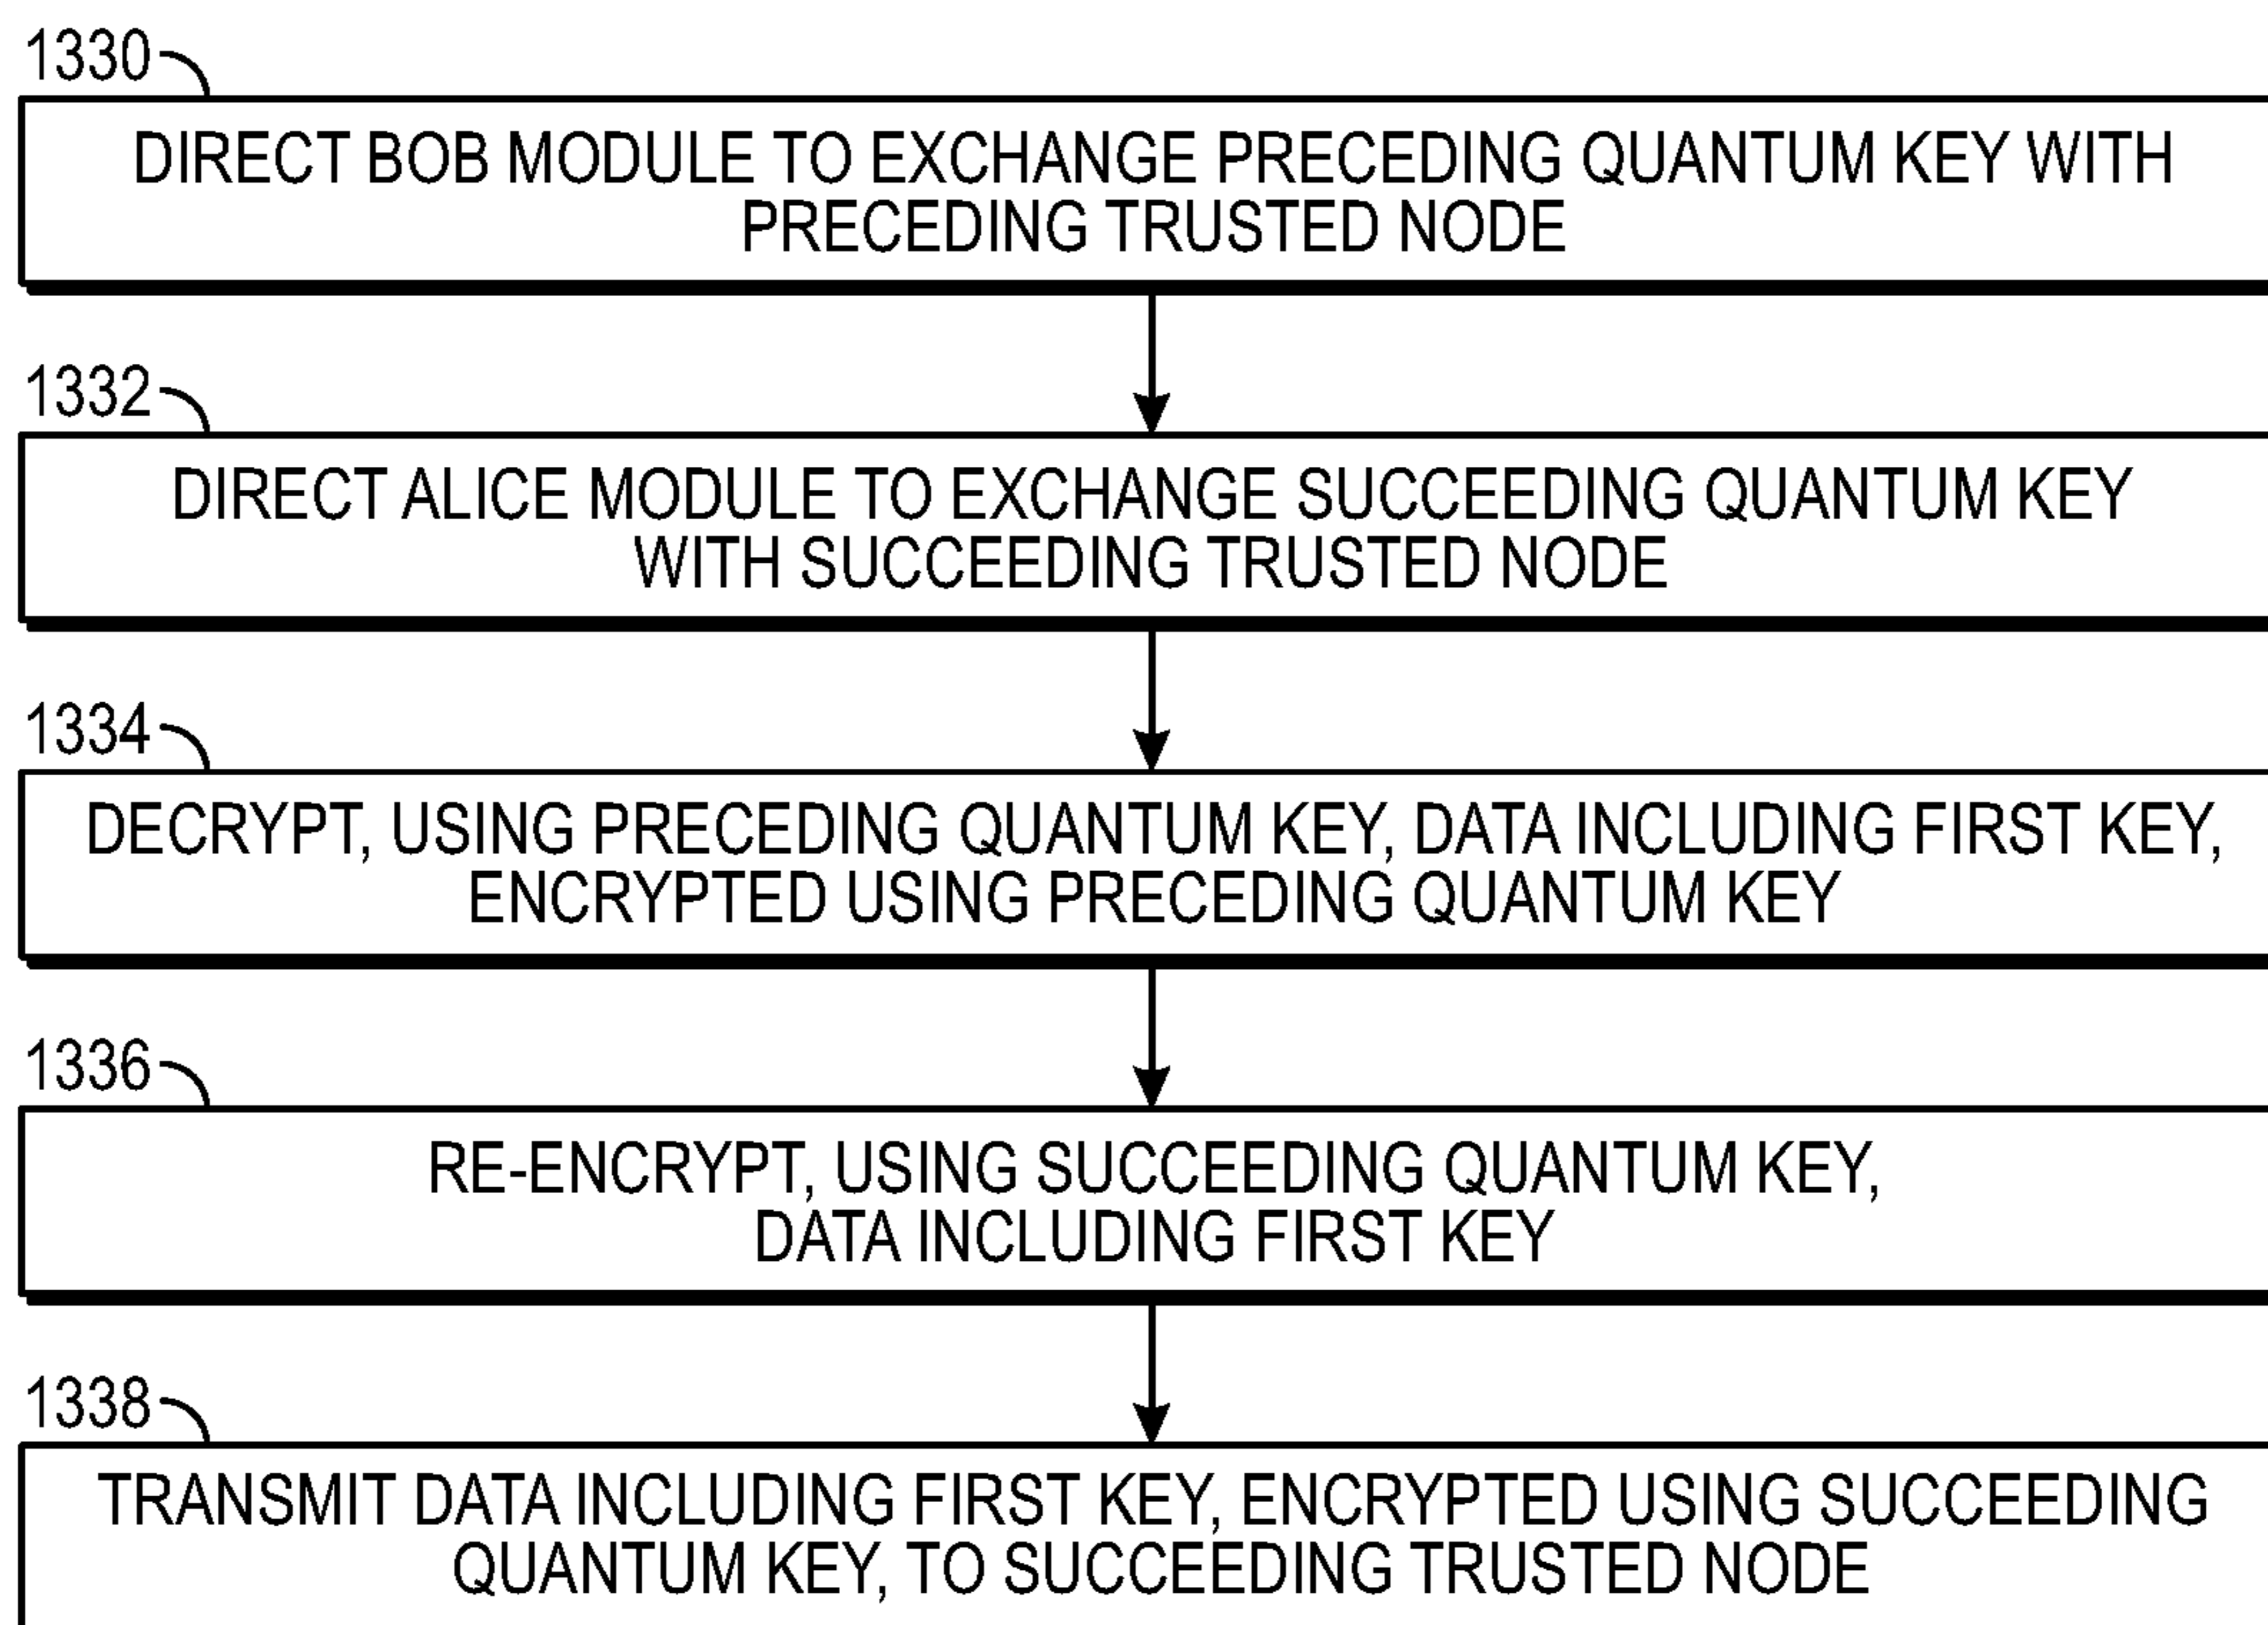 1330
DIRECT BOB MODULE TO EXCHANGE PRECEDING QUANTUM KEY WITH
PRECEDING TRUSTED NODE
1332
DIRECT ALICE MODULE TO EXCHANGE SUCCEEDING QUANTUM KEY
WITH SUCCEEDING TRUSTED NODE
1334
DECRYPT, USING PRECEDING QUANTUM KEY, DATA INCLUDING FIRST KEY,
ENCRYPTED USING PRECEDING QUANTUM KEY
1336
RE-ENCRYPT, USING SUCCEEDING QUANTUM KEY,
DATA INCLUDING FIRST KEY
1338
TRANSMIT DATA INCLUDING FIRST KEY, ENCRYPTED USING SUCCEEDING
QUANTUM KEY, TO SUCCEEDING TRUSTED NODE